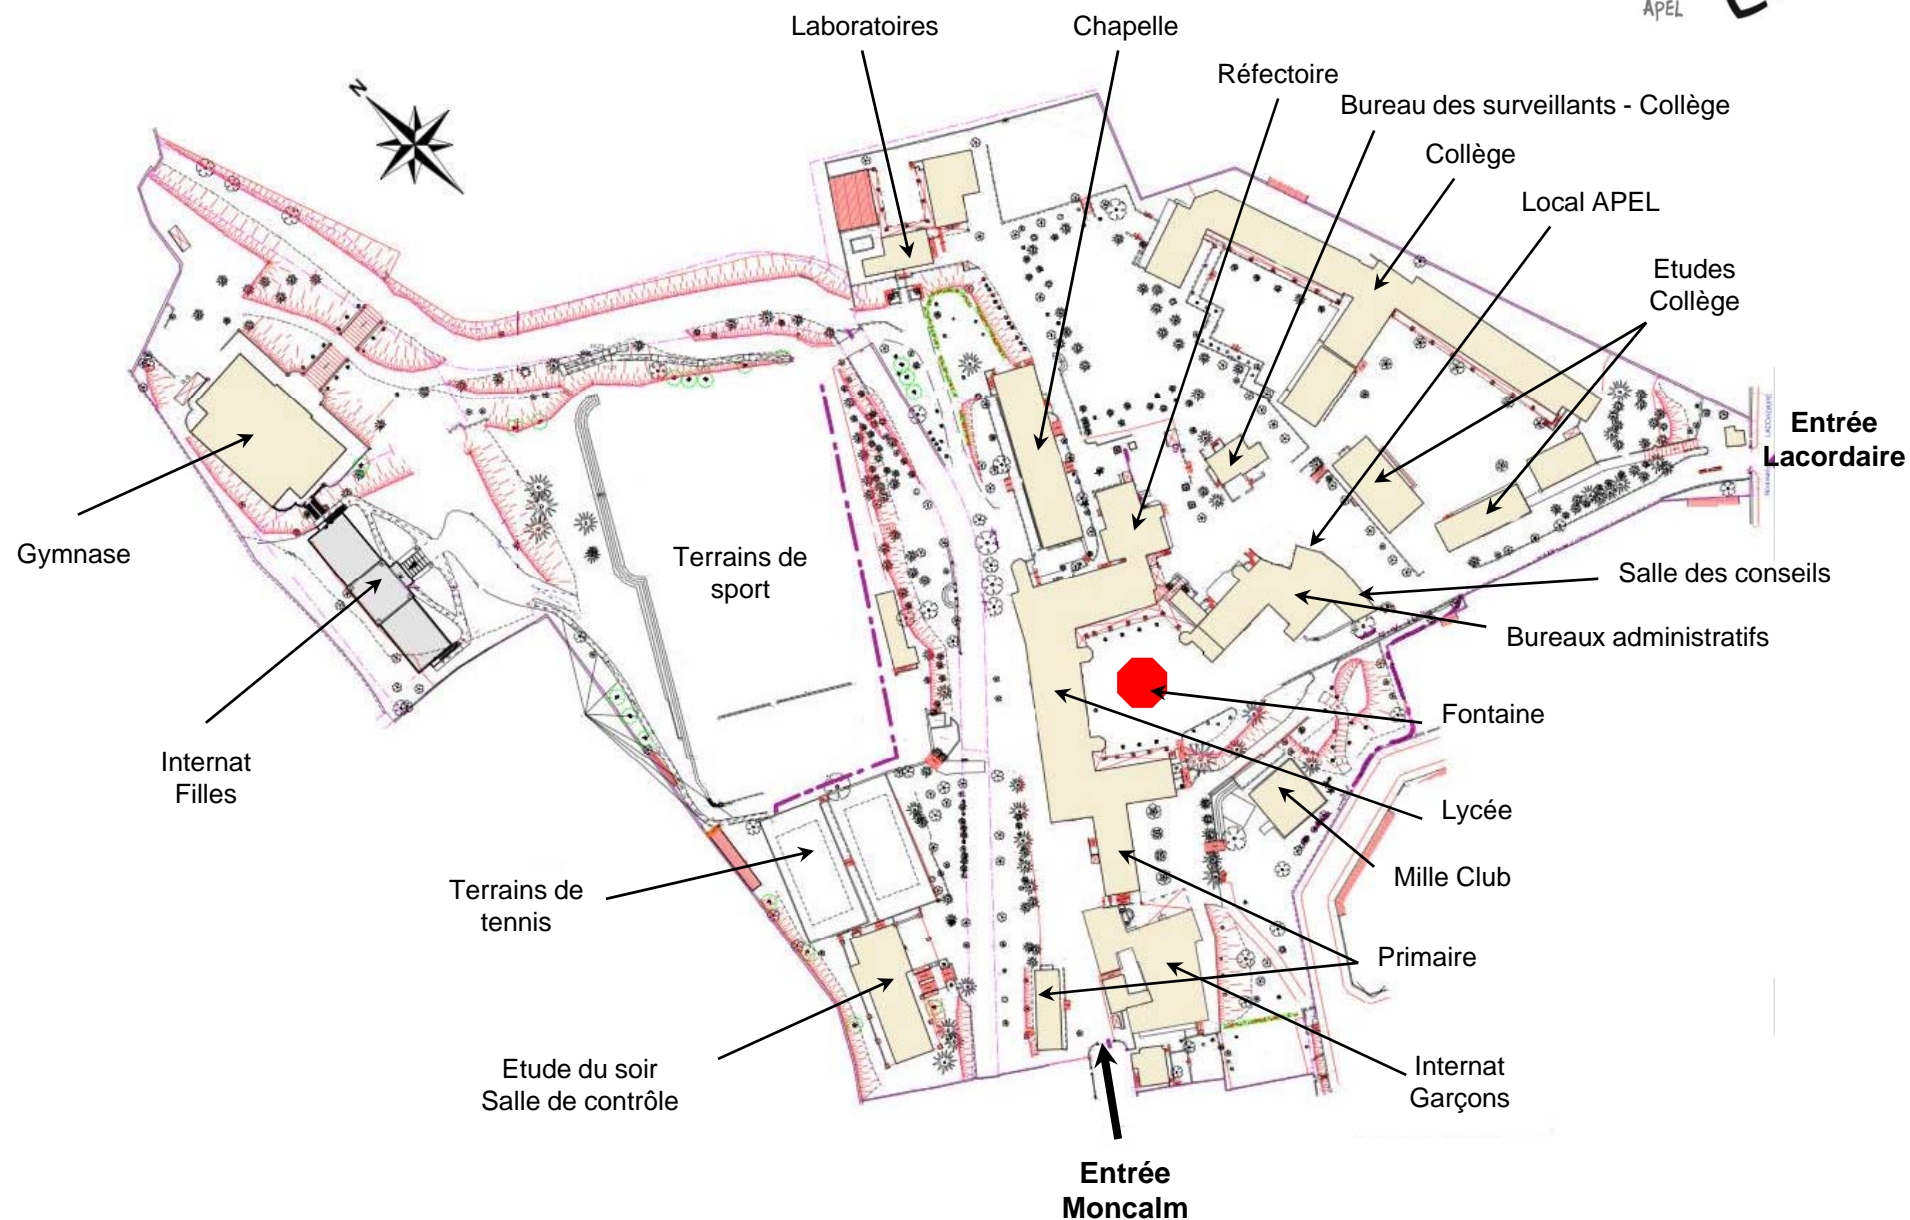 APEL
Laboratoires
Chapelle
Réfectoire
Bureau des surveillants - Collège
Collège
Local APEL
Etudes
Collège
N
Entrée
Lacordaire
Gymnase
Terrains de
sport
Salle des conseils
Bureaux administratifs
Fontaine
Internat
Filles
Lycée
Mille Club
Terrains de
tennis
Primaire
Etude du soir
Salle de contrôle
Internat
Garçons
Entrée
Moncalm